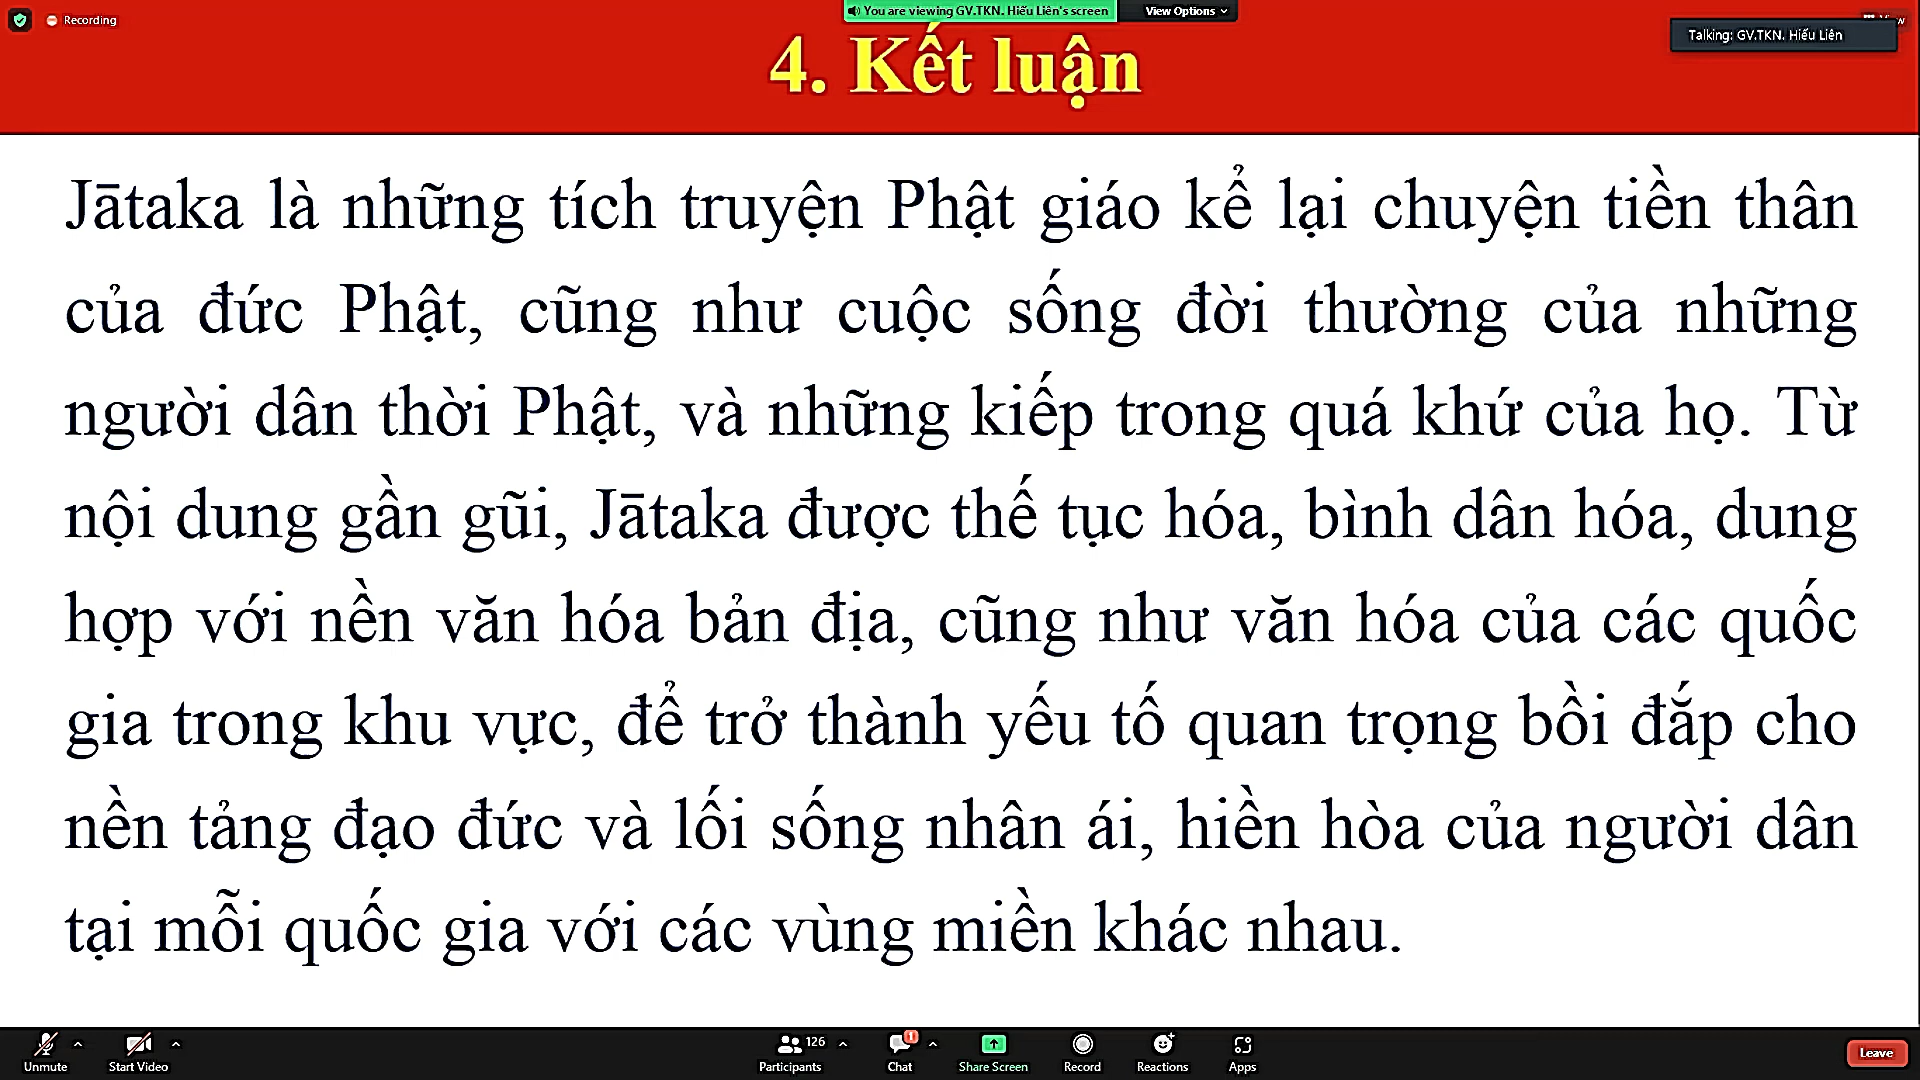 Recording
You are viewing GV.TKN. Hiếu Liên's screen
View Options
Talking: GV.TKN. Hiếu Liên
4. Kết luận
Jātaka là những tích truyện Phật giáo kể lại chuyện tiền thân
của đức Phật, cũng như cuộc sống đời thường của những
người dân thời Phật, và những kiếp trong quá khứ của họ. Từ
nội dung gần gũi, Jātaka được thế tục hóa, bình dân hóa, dung
hợp với nền văn hóa bản địa, cũng như văn hóa của các quốc
gia trong khu vực, để trở thành yếu tố quan trọng bồi đắp cho
nền tảng đạo đức và lối sống nhân ái, hiền hòa của người dân
tại mỗi quốc gia với các vùng miền khác nhau.
Unmute
Start Video
126
Participants
1
Chat
Share Screen
Record
Reactions
Apps
Leave